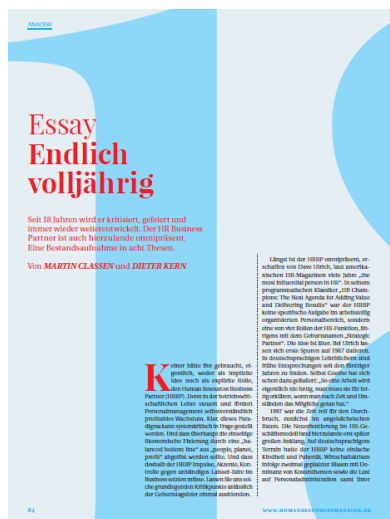 ANALYSE
Essay
Endlich
volljährig
Seit 18 Jahren wird er kritisiert, gefeiert und
immer wieder weiterentwickelt. Der HR Business
Partner ist auch hierzulande omnipräsent.
Eine Bestandsaufnahme in acht Thesen.
Von MARTIN CLASSEN und DIETER KERN
Keiner hätte ihn gebraucht, ei-
gentlich, weder als implizite
Idee noch als explizite Rolle,
den Human Resources Business
Partner (HRBP). Denn in der betriebswirt-
schaftlichen Lehre steuert und fördert
Personalmanagement selbstverständlich
profitables Wachstum. Klar, dieses Para-
digma kann systemkritisch in Frage gestellt
werden. Und dass überhaupt die einseitige
ökonomische Fixierung durch eine „ba-
lanced bottom line“ aus „people, planet,
profit“ abgelöst werden sollte. Und dass
deshalb der HRBP Impulse, Akzente, Kon-
trolle gegen unbändiges Laisser-faire im
Business setzen müsse. Lassen Sie uns sol-
che grundlegenden Kritikpunkte anlässlich
der Geburtstagsfeier einmal ausblenden.
Längst ist der HRBP omnipräsent, er-
schaffen von Dave Ulrich, laut amerika-
nischen HR-Magazinen viele Jahre „the
most influential person in HR“. In seinem
programmatischen Klassiker „HR Cham-
pions: The Next Agenda for Adding Value
and Delivering Results“ war der HRBP
keine spezifische Aufgabe im arbeitsteilig
organisierten Personalbereich, sondern
eine von vier Rollen der HR-Funktion, üb-
rigens mit dem Geburtsnamen „Strategic
Partner“. Die Idee ist älter. Bei Ulrich las-
sen sich erste Spuren auf 1987 datieren.
In deutschsprachigen Lehrbüchern sind
frühe Entsprechungen seit den fünfziger
Jahren zu finden. Selbst Goethe hat sich
schon dazu geäußert: „So eine Arbeit wird
eigentlich nie fertig, man muss sie für fer-
tig erklären, wenn man nach Zeit und Um-
ständen das Mögliche getan hat.“
1997 war die Zeit reif für den Durch-
bruch, zunächst im angelsächsischen
Raum. Die Neuorientierung im HR-Ge-
schäftsmodell fand hierzulande erst später
großen Anklang. Auf deutschsprachigem
Terrain hatte der HRBP keine einfache
Kindheit und Pubertät. Wirtschaftskrisen
infolge zweimal geplatzter Blasen mit Do-
minanz von Kostenthemen sowie die Last
auf Personaladministration samt ihrer
84
WWW.HUMANRESOURCESMANAGER.DE